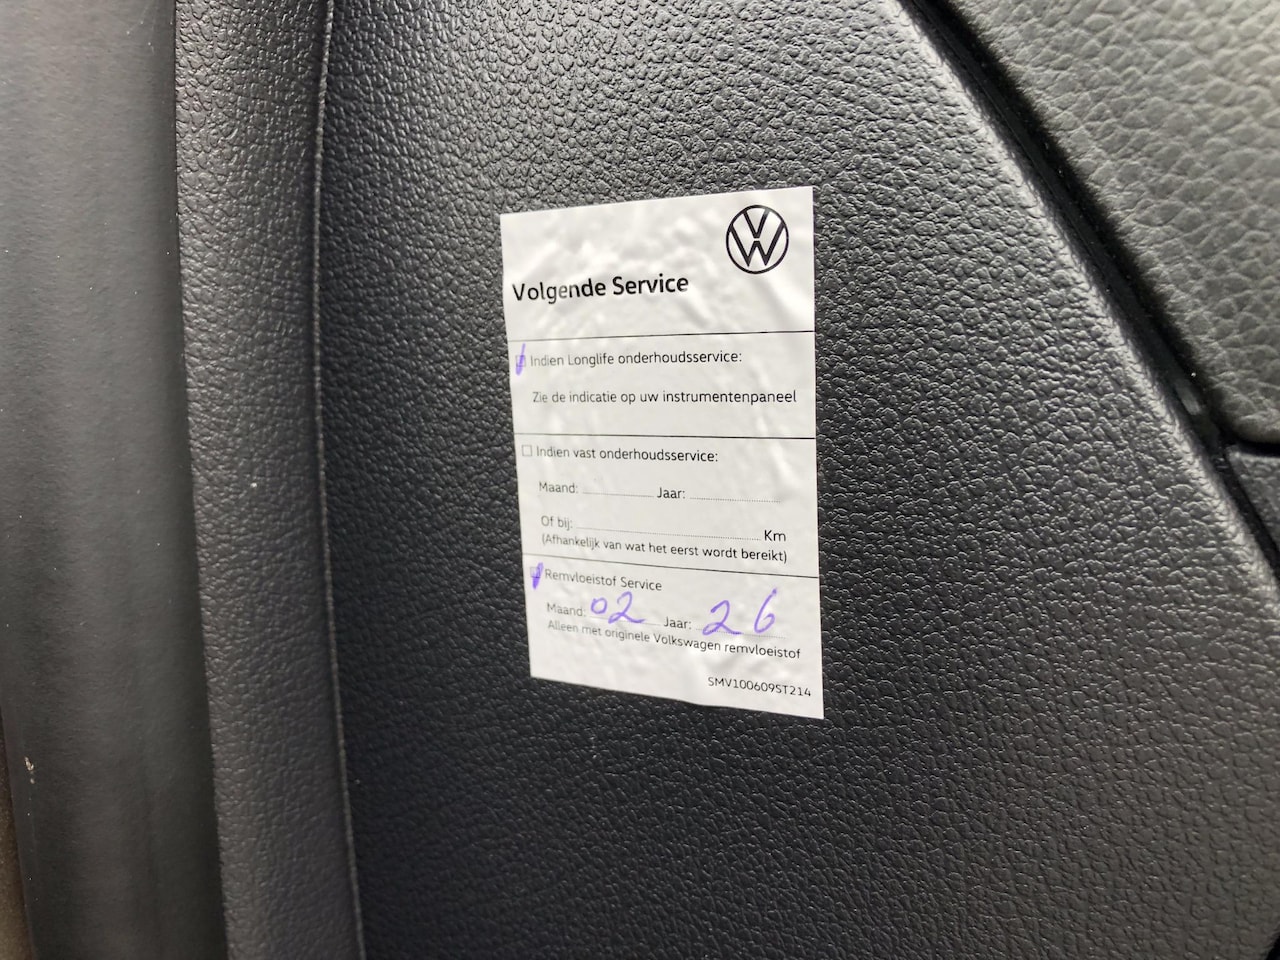 Volgende Service
Indien Longlife onderhoudsservice:
Zie de indicatie op uw instrumentenpaneel
Indien vast onderhoudsservice:
Maand: Jaar:
Of bij: Km
(Afhankelijk van wat het eerst wordt bereikt)
Remvloeistof Service
Maand: 02 Jaar: 26
Alleen met originele Volkswagen remvloeistof
SMV100609ST214